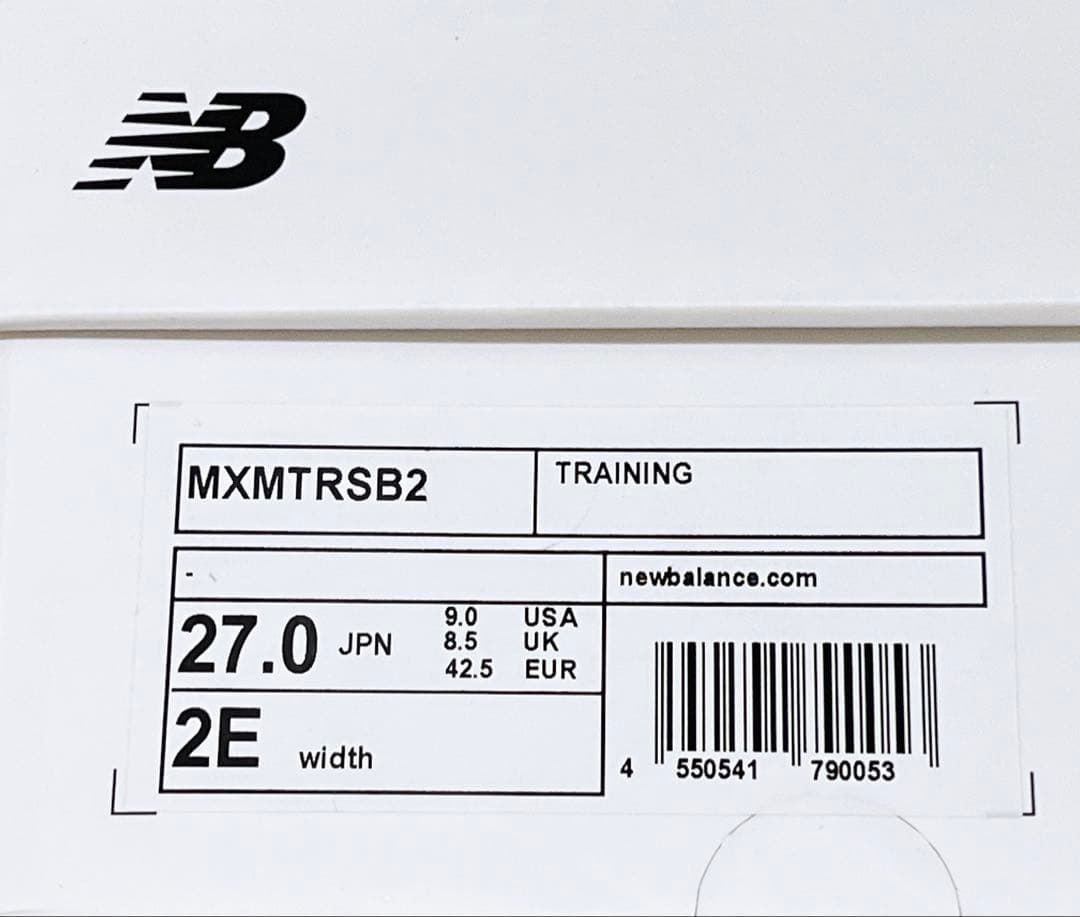 NB
MXMTRSB2
TRAINING
-
newbalance.com
27.0 JPN
9.0 USA
8.5 UK
42.5 EUR
2E width
4 550541 790053